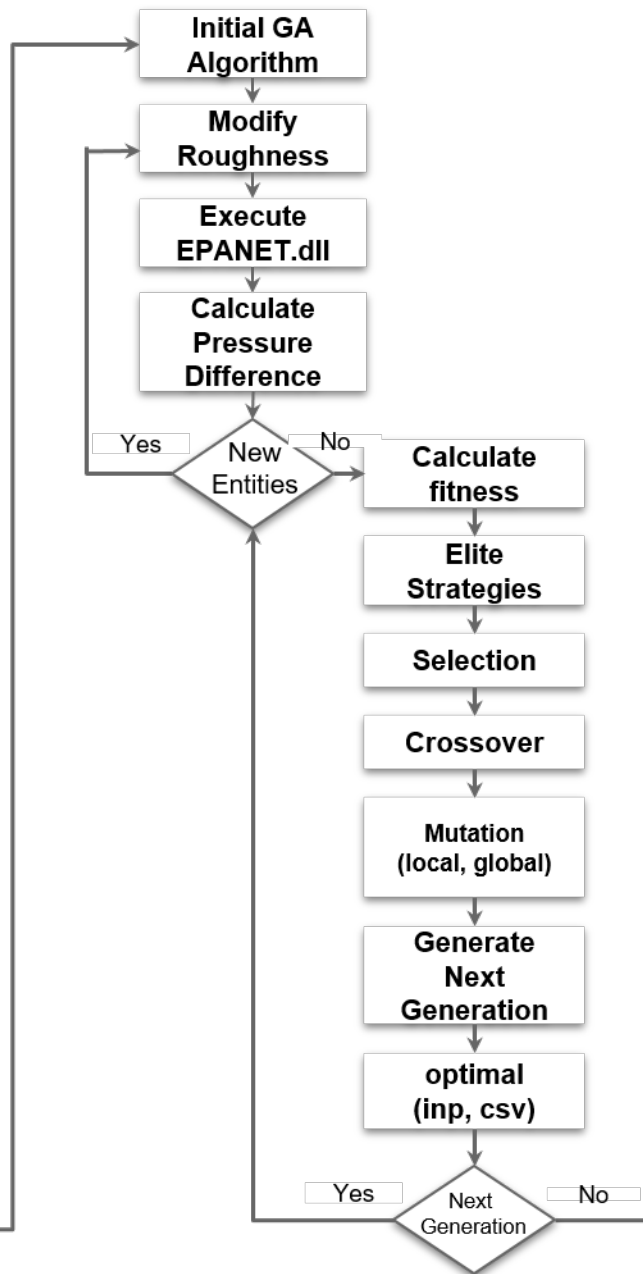 Initial GA
Algorithm
Modify
Roughness
Execute
EPANET.dll
Calculate
Pressure
Difference
Yes
New
Entities
No
Calculate
fitness
Elite
Strategies
Selection
Crossover
Mutation
(local, global)
Generate
Next
Generation
optimal
(inp, csv)
Yes
Next
Generation
No